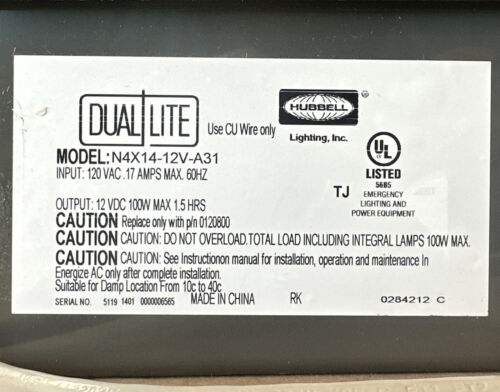 DUAL LITE
HUBBELL
Use CU Wire only
Lighting, Inc.
MODEL: N4X14-12V-A31
INPUT: 120 VAC .17 AMPS MAX. 60HZ
UL
LISTED
5685
TJ
EMERGENCY
LIGHTING AND
POWER EQUIPMENT
OUTPUT: 12 VDC 100W MAX 1.5 HRS
CAUTION Replace only with p/n 0120800
CAUTION CAUTION: DO NOT OVERLOAD.TOTAL LOAD INCLUDING INTEGRAL LAMPS 100W MAX.
CAUTION CAUTION: See Instructionon manual for installation, operation and maintenance In
Energize AC only after complete installation.
Suitable for Damp Location From 10c to 40c
SERIAL NO. 5119 1401 0000006565 MADE IN CHINA RK 0284212 C